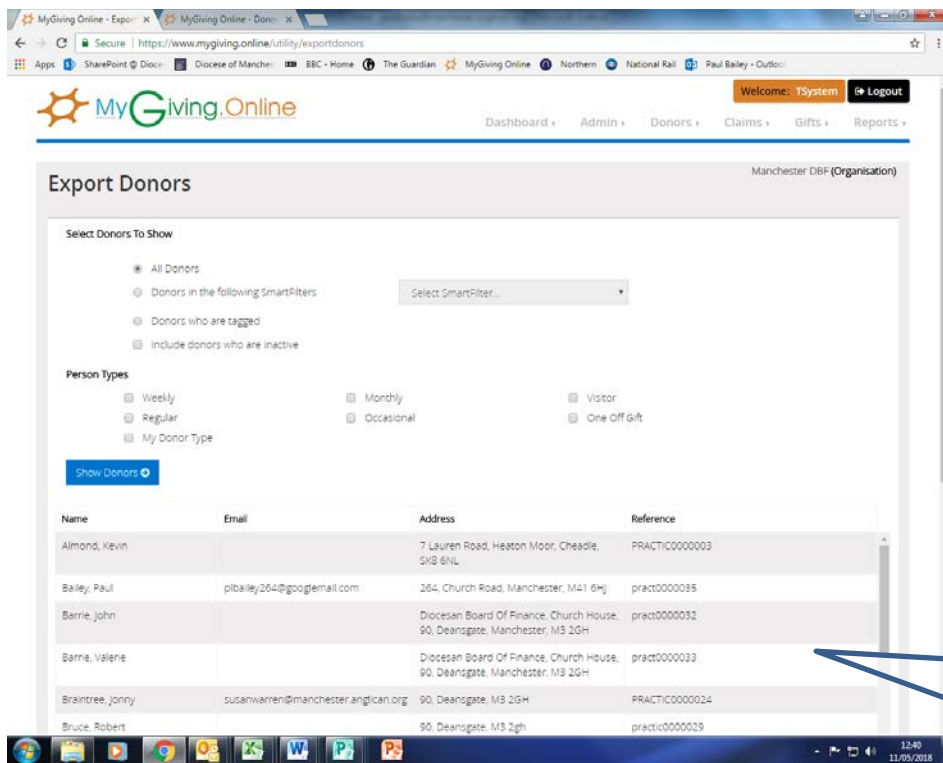 MyGiving Online - Expor × MyGiving Online - Dono ×
Secure | https://www.mygiving.online/utility/exportdonors
Apps SharePoint @ Dioce Diocese of Manches BBC - Home The Guardian MyGiving Online Northern National Rail Paul Bailey - Outloo
MyGiving.Online
Welcome: TSystem Logout
Dashboard Admin Donors Claims Gifts Reports
Export Donors
Manchester DBF (Organisation)
Select Donors To Show
All Donors
Donors in the following SmartFilters Select SmartFilter...
Donors who are tagged
Include donors who are inactive
Person Types
Weekly Monthly Visitor
Regular Occasional One Off Gift
My Donor Type
Show Donors
Name Email Address Reference
Almond, Kevin 7 Lauren Road, Heaton Moor, Cheadle, PRACTIC0000003
SK8 6NL
Bailey, Paul plbailey264@googlemail.com 264, Church Road, Manchester, M41 6HJ pract0000035
Barrie, John Diocesan Board Of Finance, Church House, pract0000032
90, Deansgate, Manchester, M3 2GH
Barrie, Valerie Diocesan Board Of Finance, Church House, pract0000033
90, Deansgate, Manchester, M3 2GH
Braintree, Jonny susanwarren@manchester.anglican.org 90, Deansgate, M3 2GH PRACTIC0000024
Bruce, Robert 90, Deansgate, M3 2gh practic0000029
12:40
11/05/2018